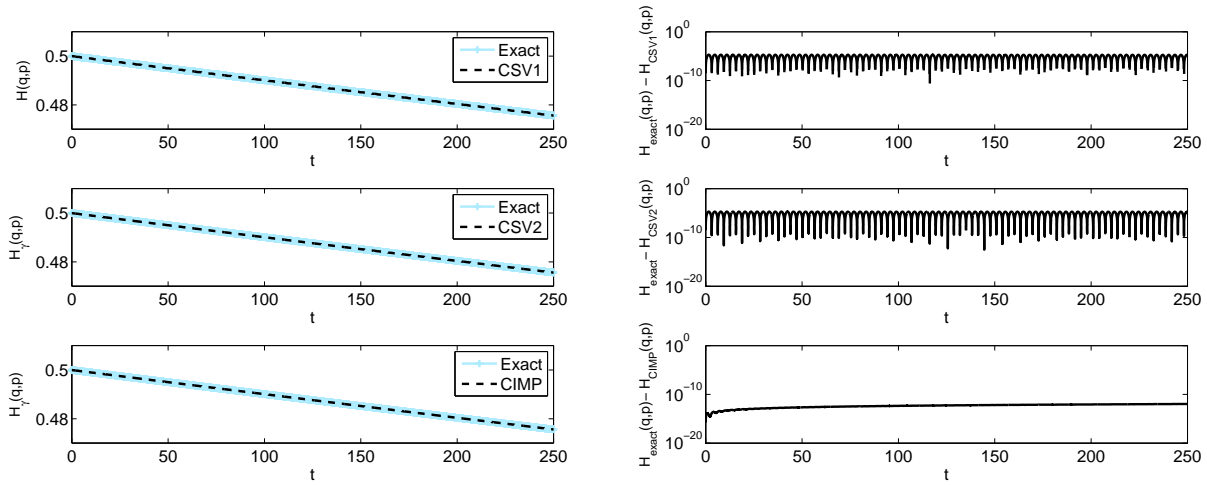 H(q,p)
0.5
0.48
Exact
CSV1
0 50 100 150 200 250
t
H_exact(q,p) − H_CSV1(q,p)
10^0
10^−10
10^−20
0 50 100 150 200 250
t
H_γ(q,p)
0.5
0.48
Exact
CSV2
0 50 100 150 200 250
t
H_exact − H_CSV2(q,p)
10^0
10^−10
10^−20
0 50 100 150 200 250
t
H_γ(q,p)
0.5
0.48
Exact
CIMP
0 50 100 150 200 250
t
H_exact(q,p) − H_CIMP(q,p)
10^0
10^−10
10^−20
0 50 100 150 200 250
t